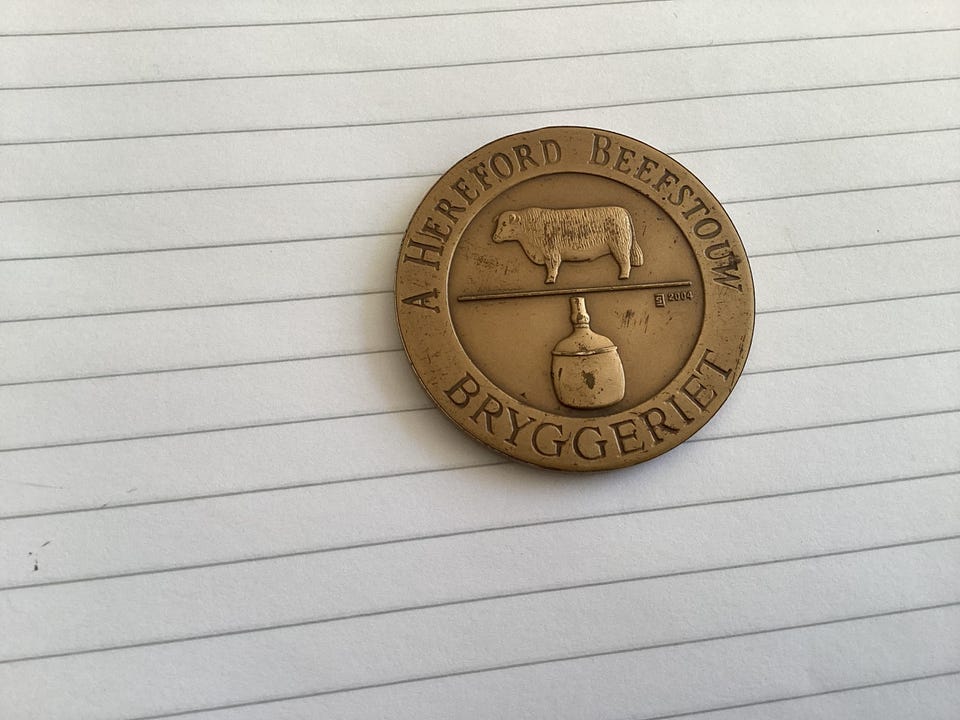 A HEREFORD BEEFSTOUW
2004
BRYGGERIET